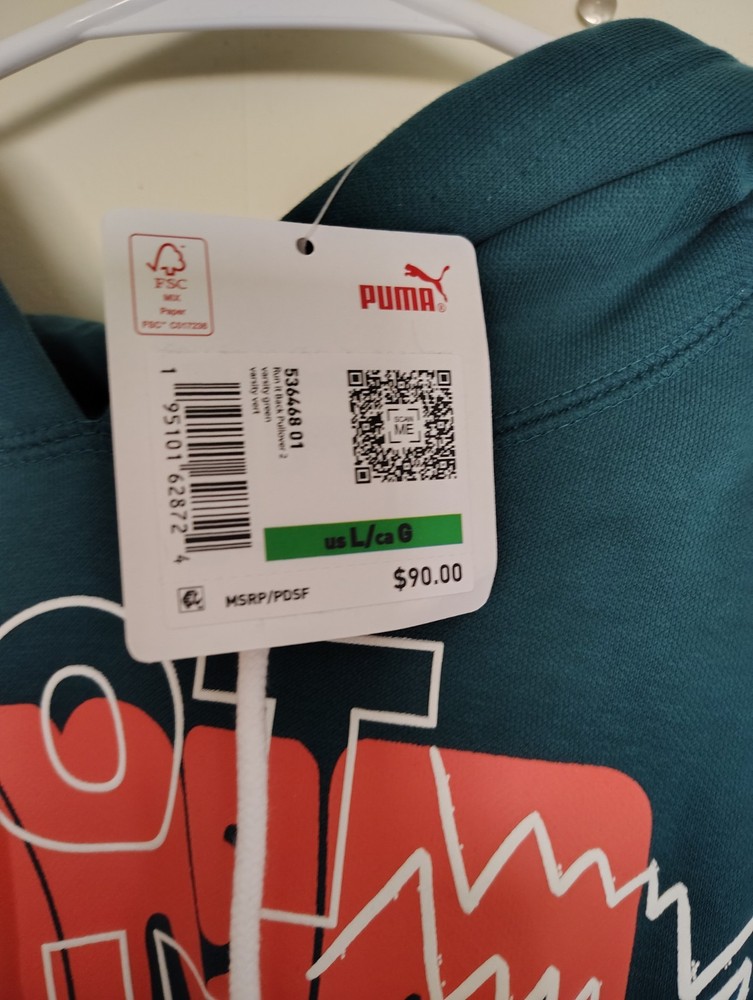 FSC
MIX
Paper
FSC™ C017236
PUMA®
536468 01
Run It Back Pullover 2
varsity green
varsity vert
1 95101 62872 4
SCAN
ME
us L/ca G
$90.00
MSRP/PDSF